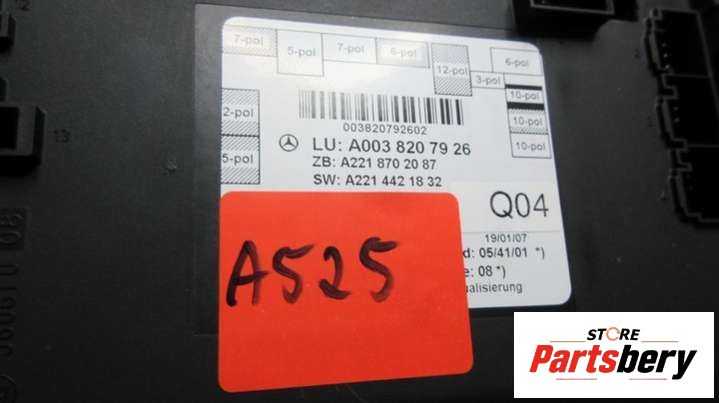 7-pol
5-pol
7-pol
6-pol
12-pol
3-pol
6-pol
10-pol
10-pol
10-pol
2-pol
5-pol
13
003820792602
LU: A003 820 79 26
ZB: A221 870 20 87
SW: A221 442 18 32
Q04
19/01/07
d: 05/41/01 *)
e: 08 *)
ualisierung
A525
STORE
Partsbery